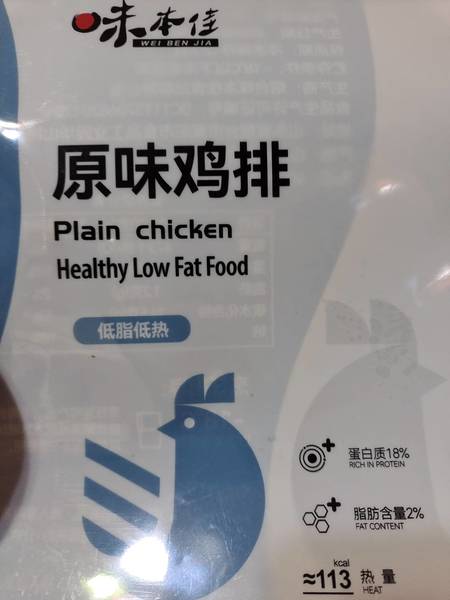 味本佳
WEI BEN JIA
原味鸡排
Plain chicken
Healthy Low Fat Food
低脂低热
蛋白质18%
RICH IN PROTEIN
脂肪含量2%
FAT CONTENT
kcal
≈113 热量
HEAT